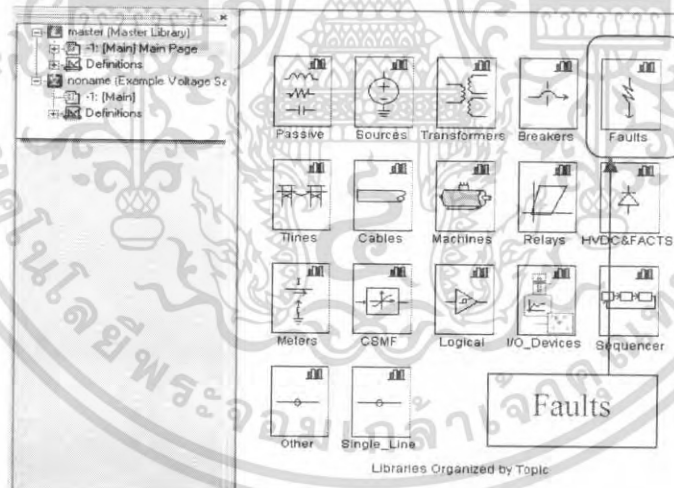 master (Master Library)
-1: [Main] Main Page
Definitions
noname (Example Voltage Sa
-1: [Main]
Definitions
Passive Sources Transformers Breakers Faults
Tlines Cables Machines Relays HVDC&FACTS
Meters CSMF Logical I/O_Devices Sequencer
Other Single_Line
Faults
Libraries Organized by Topic